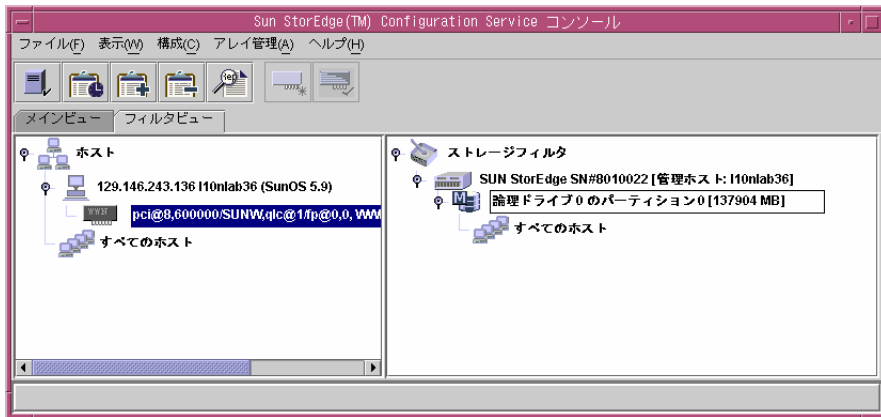 Sun StorEdge(TM) Configuration Service コンソール
ファイル(F) 表示(W) 構成(C) アレイ管理(A) ヘルプ(H)
メインビュー フィルタビュー
ホスト
129.146.243.136 l10nlab36 (SunOS 5.9)
pci@8,600000/SUNW,qlc@1/fp@0,0, WW
すべてのホスト
ストレージフィルタ
SUN StorEdge SN#8010022 [管理ホスト: l10nlab36]
論理ドライブ 0 のパーティション 0 [137904 MB]
すべてのホスト